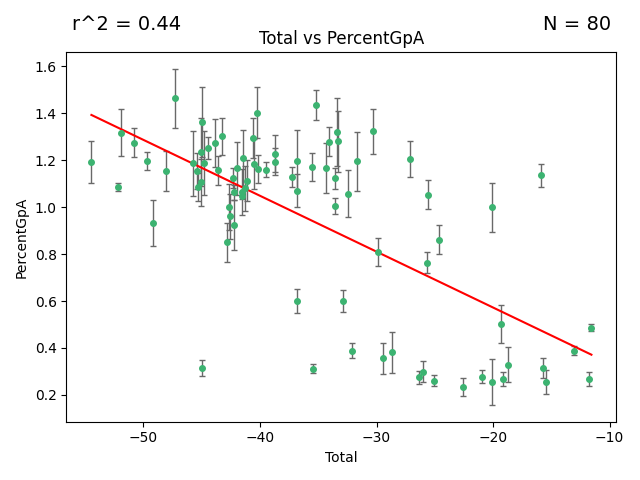 r^2 = 0.44
N = 80
Total vs PercentGpA
PercentGpA
1.6
1.4
1.2
1.0
0.8
0.6
0.4
0.2
−50
−40
−30
−20
−10
Total